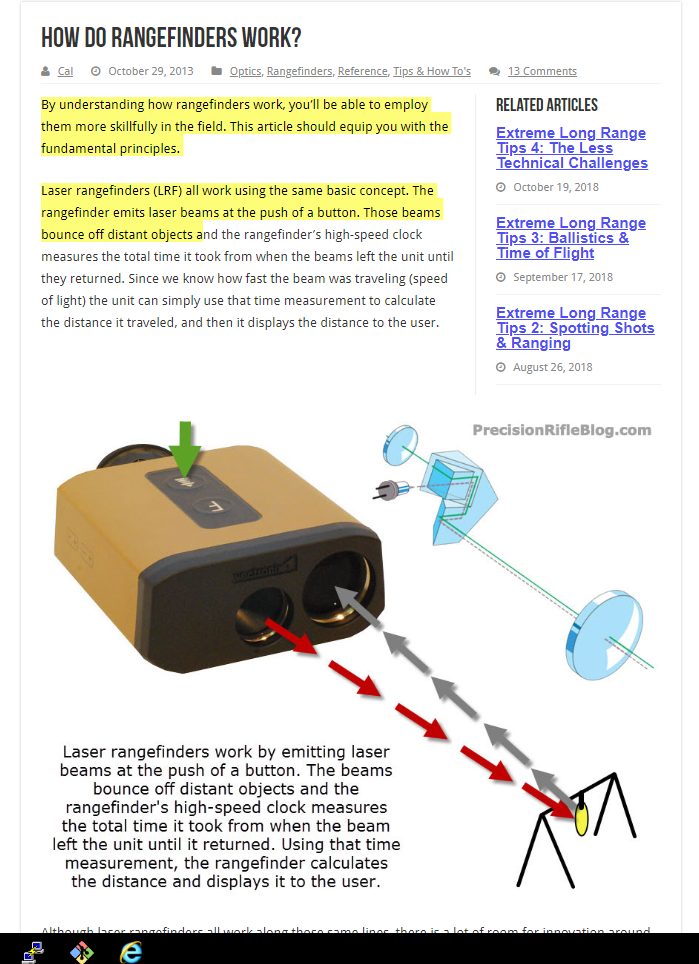 HOW DO RANGEFINDERS WORK?
Cal October 29, 2013 Optics, Rangefinders, Reference, Tips & How To's 13 Comments
By understanding how rangefinders work, you’ll be able to employ
them more skillfully in the field. This article should equip you with the
fundamental principles.
Laser rangefinders (LRF) all work using the same basic concept. The
rangefinder emits laser beams at the push of a button. Those beams
bounce off distant objects and the rangefinder’s high-speed clock
measures the total time it took from when the beams left the unit until
they returned. Since we know how fast the beam was traveling (speed
of light) the unit can simply use that time measurement to calculate
the distance it traveled, and then it displays the distance to the user.
RELATED ARTICLES
Extreme Long Range
Tips 4: The Less
Technical Challenges
October 19, 2018
Extreme Long Range
Tips 3: Ballistics &
Time of Flight
September 17, 2018
Extreme Long Range
Tips 2: Spotting Shots
& Ranging
August 26, 2018
PrecisionRifleBlog.com
Laser rangefinders work by emitting laser
beams at the push of a button. The beams
bounce off distant objects and the
rangefinder's high-speed clock measures
the total time it took from when the beam
left the unit until it returned. Using that time
measurement, the rangefinder calculates
the distance and displays it to the user.
Although laser rangefinders all work along those same lines, there is a lot of room for innovation around